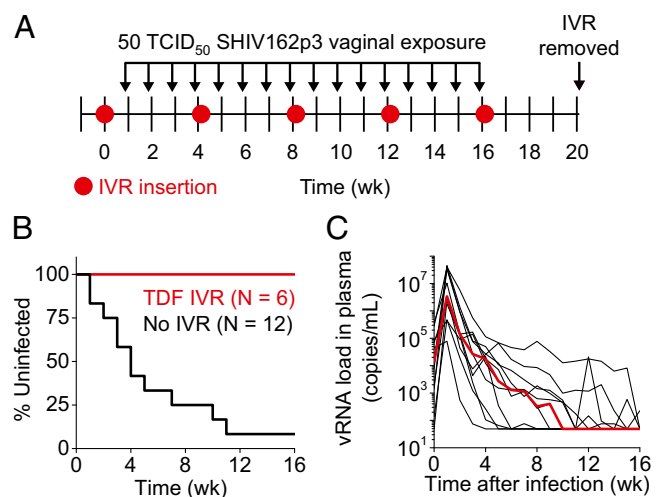 A
50 TCID50 SHIV162p3 vaginal exposure
IVR
removed
0 2 4 6 8 10 12 14 16 18 20
IVR insertion
Time (wk)
B
100
75
50
25
0
% Uninfected
TDF IVR (N = 6)
No IVR (N = 12)
0 4 8 12 16
Time (wk)
C
10^7
10^5
10^3
10^1
vRNA load in plasma
(copies/mL)
0 4 8 12 16
Time after infection (wk)